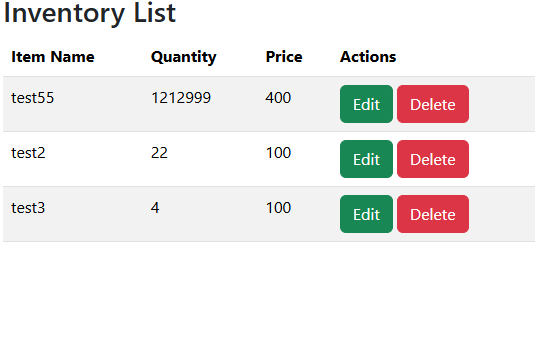 Inventory List
Item Name Quantity Price Actions
test55 1212999 400 Edit Delete
test2 22 100 Edit Delete
test3 4 100 Edit Delete